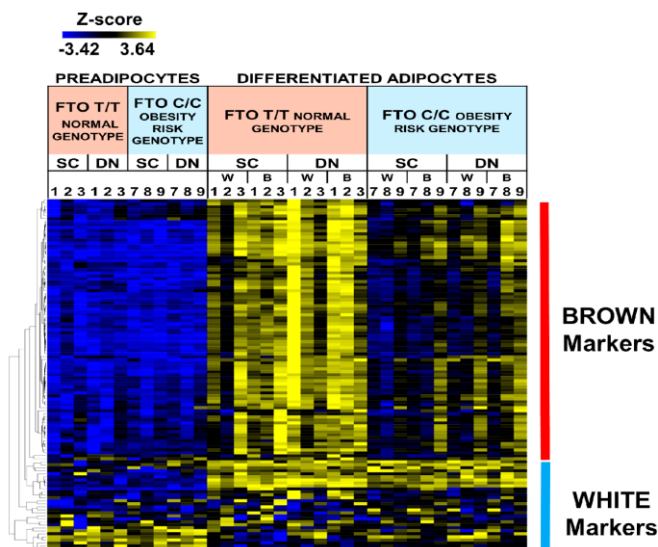 Z-score
-3.42 3.64
PREADIPOCYTES DIFFERENTIATED ADIPOCYTES
FTO T/T
NORMAL
GENOTYPE
FTO C/C
OBESITY
RISK
GENOTYPE
FTO T/T NORMAL
GENOTYPE
FTO C/C OBESITY
RISK GENOTYPE
SC DN SC DN SC DN SC DN
W B W B W B W B
1 2 3 1 2 3 7 8 9 7 8 9 1 2 3 1 2 3 1 2 3 1 2 3 7 8 9 7 8 9 7 8 9 7 8 9
BROWN
Markers
WHITE
Markers